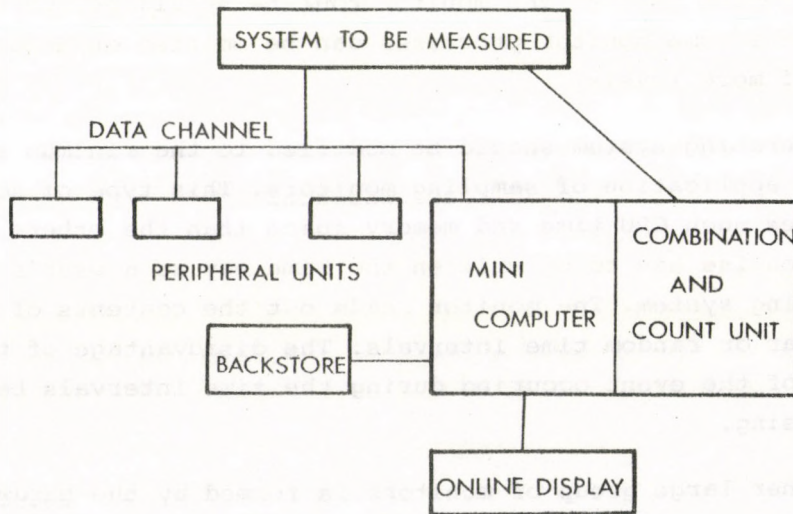 SYSTEM TO BE MEASURED
DATA CHANNEL
PERIPHERAL UNITS
MINI
COMPUTER
COMBINATION
AND
COUNT UNIT
BACKSTORE
ONLINE DISPLAY